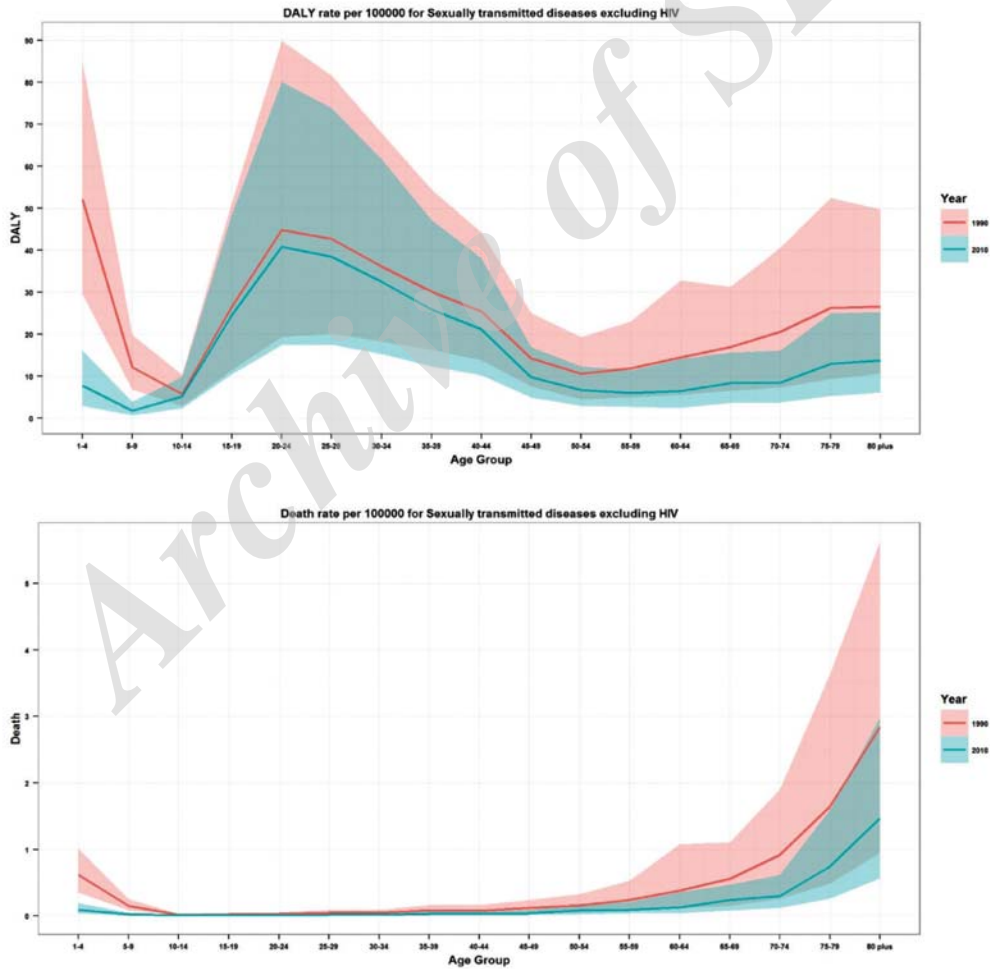 DALY rate per 100000 for Sexually transmitted diseases excluding HIV
90
80
70
60
50
40
30
20
10
0
DALY
1-4 5-9 10-14 15-19 20-24 25-29 30-34 35-39 40-44 45-49 50-54 55-59 60-64 65-69 70-74 75-79 80 plus
Age Group
Year
1990
2010
Death rate per 100000 for Sexually transmitted diseases excluding HIV
5
4
3
2
1
0
Death
1-4 5-9 10-14 15-19 20-24 25-29 30-34 35-39 40-44 45-49 50-54 55-59 60-64 65-69 70-74 75-79 80 plus
Age Group
Year
1990
2010
Archive of S